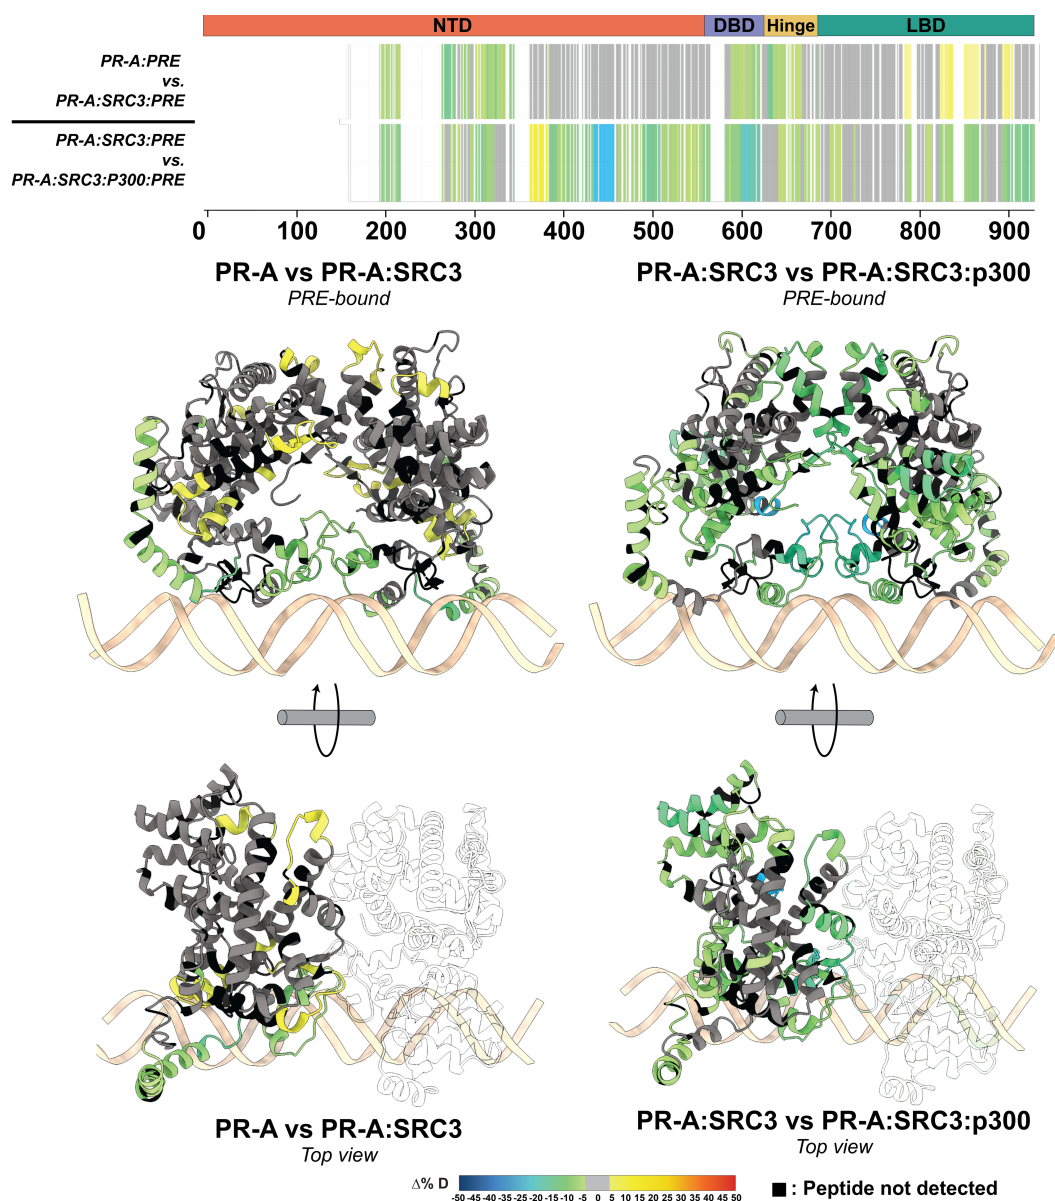 NTD DBD Hinge LBD
PR-A:PRE
vs.
PR-A:SRC3:PRE
PR-A:SRC3:PRE
vs.
PR-A:SRC3:P300:PRE
0 100 200 300 400 500 600 700 800 900
PR-A vs PR-A:SRC3 PR-A:SRC3 vs PR-A:SRC3:p300
PRE-bound PRE-bound
PR-A vs PR-A:SRC3 PR-A:SRC3 vs PR-A:SRC3:p300
Top view Top view
Δ% D
-50 -45 -40 -35 -30 -25 -20 -15 -10 -5 0 5 10 15 20 25 30 35 40 45 50
: Peptide not detected